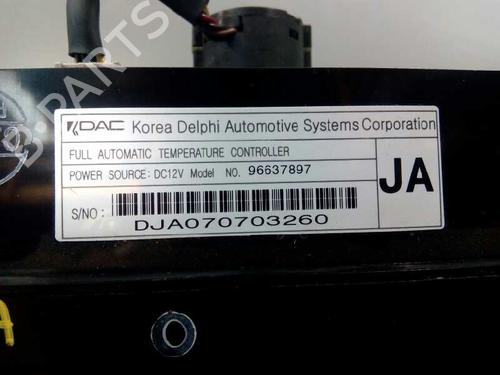 KDAC Korea Delphi Automotive Systems Corporation
FULL AUTOMATIC TEMPERATURE CONTROLLER
POWER SOURCE: DC12V Model NO. 96637897
JA
S/NO:
DJA070703260
B-PARTS